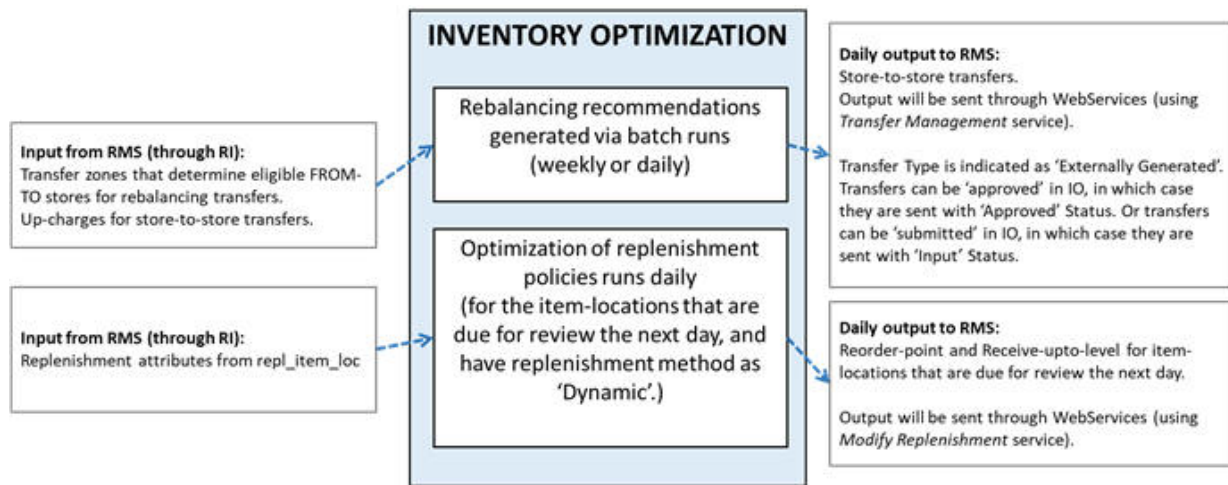 INVENTORY OPTIMIZATION
Input from RMS (through RI):
Transfer zones that determine eligible FROM-
TO stores for rebalancing transfers.
Up-charges for store-to-store transfers.
Input from RMS (through RI):
Replenishment attributes from repl_item_loc
Rebalancing recommendations
generated via batch runs
(weekly or daily)
Optimization of replenishment
policies runs daily
(for the item-locations that are
due for review the next day, and
have replenishment method as
‘Dynamic’.)
Daily output to RMS:
Store-to-store transfers.
Output will be sent through WebServices (using
Transfer Management service).
Transfer Type is indicated as ‘Externally Generated’.
Transfers can be ‘approved’ in IO, in which case
they are sent with ‘Approved’ Status. Or transfers
can be ‘submitted’ in IO, in which case they are
sent with ‘Input’ Status.
Daily output to RMS:
Reorder-point and Receive-upto-level for item-
locations that are due for review the next day.
Output will be sent through WebServices (using
Modify Replenishment service).